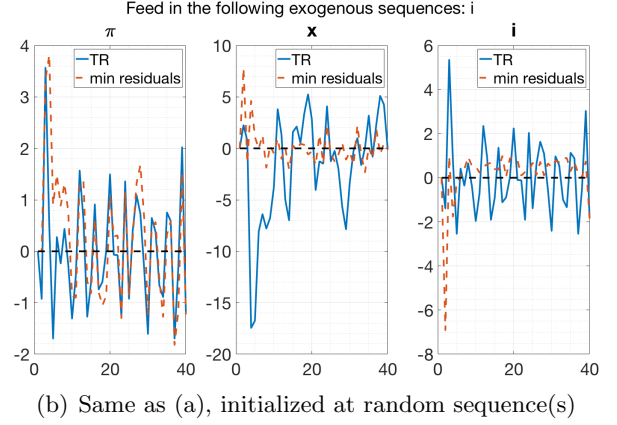 Feed in the following exogenous sequences: i
π x i
TR TR TR
min residuals min residuals min residuals
4 10 6
3 5 4
2 0 2
1 -5 0
0 -10 -2
-1 -15 -4
-2 -20 -6
-8
0 20 40 0 20 40 0 20 40
(b) Same as (a), initialized at random sequence(s)